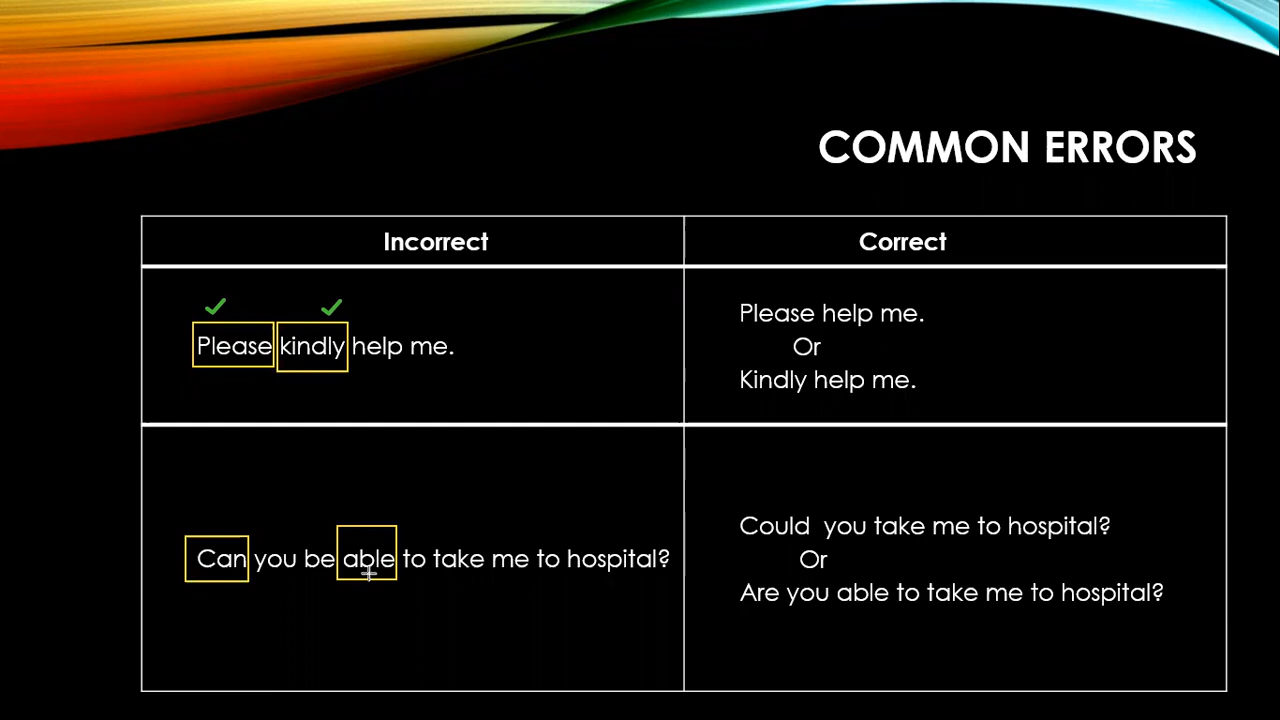 COMMON ERRORS
Incorrect
Correct
Please kindly help me.
Please help me.
Or
Kindly help me.
Can you be able to take me to hospital?
Could you take me to hospital?
Or
Are you able to take me to hospital?